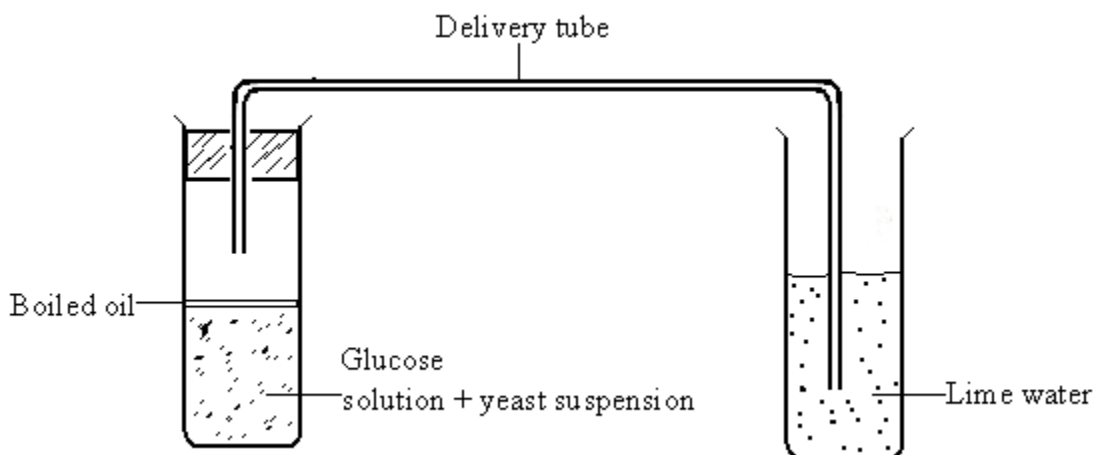 Delivery tube
Boiled oil
Glucose
solution + yeast suspension
Lime water